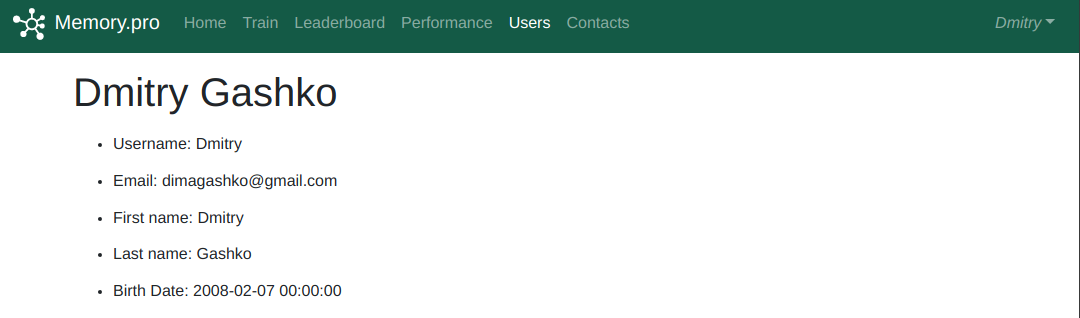 Memory.pro Home Train Leaderboard Performance Users Contacts Dmitry
Dmitry Gashko
Username: Dmitry
Email: dimagashko@gmail.com
First name: Dmitry
Last name: Gashko
Birth Date: 2008-02-07 00:00:00